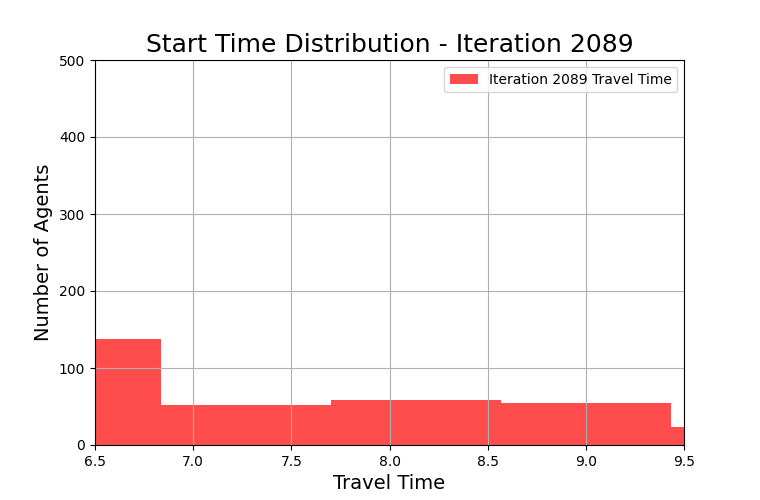 Start Time Distribution - Iteration 2089
Iteration 2089 Travel Time
Number of Agents
500
400
300
200
100
0
6.5 7.0 7.5 8.0 8.5 9.0 9.5
Travel Time